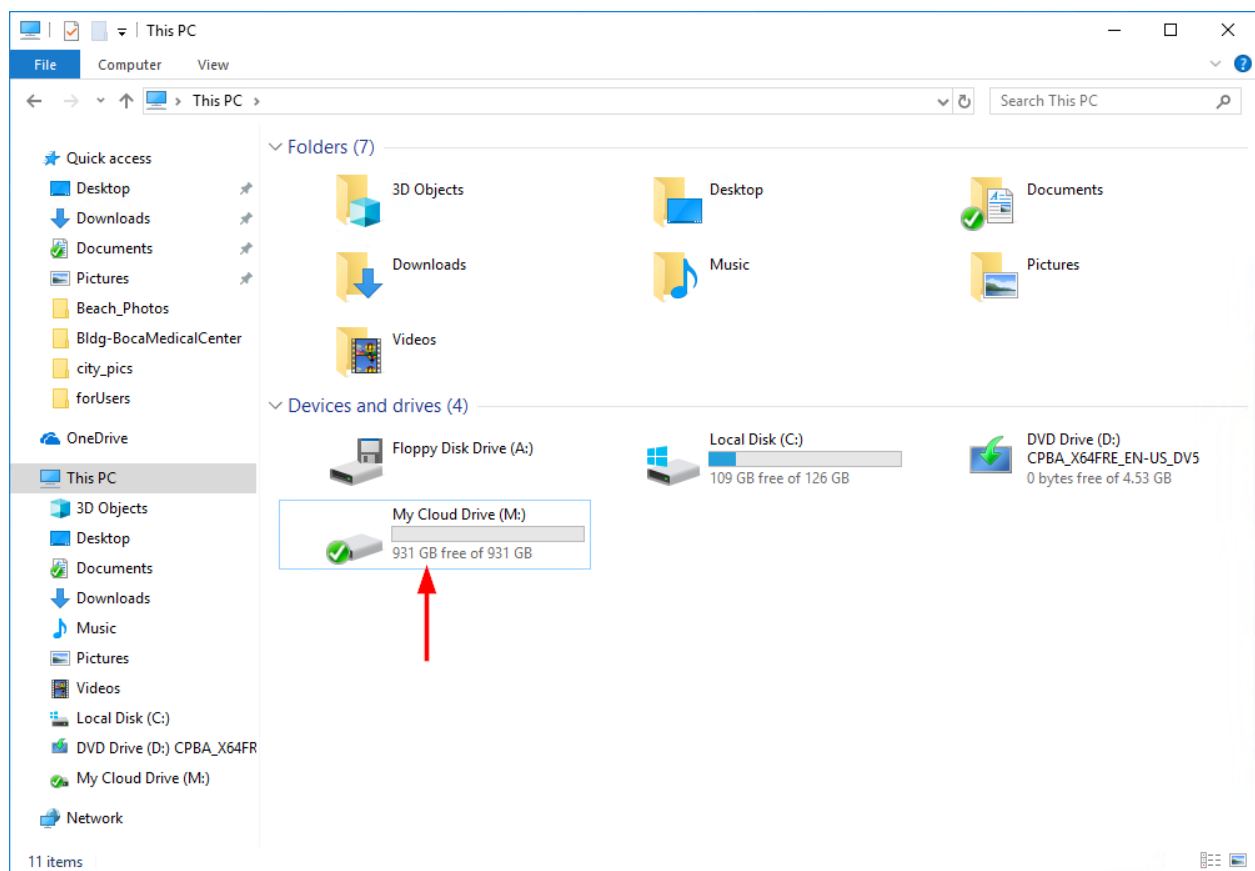 This PC
File Computer View
This PC
Search This PC
Quick access
Desktop
Downloads
Documents
Pictures
Beach_Photos
Bldg-BocaMedicalCenter
city_pics
forUsers
OneDrive
This PC
3D Objects
Desktop
Documents
Downloads
Music
Pictures
Videos
Local Disk (C:)
DVD Drive (D:) CPBA_X64FR
My Cloud Drive (M:)
Network
Folders (7)
3D Objects
Desktop
Documents
Downloads
Music
Pictures
Videos
Devices and drives (4)
Floppy Disk Drive (A:)
Local Disk (C:)
109 GB free of 126 GB
DVD Drive (D:)
CPBA_X64FRE_EN-US_DV5
0 bytes free of 4.53 GB
My Cloud Drive (M:)
931 GB free of 931 GB
11 items